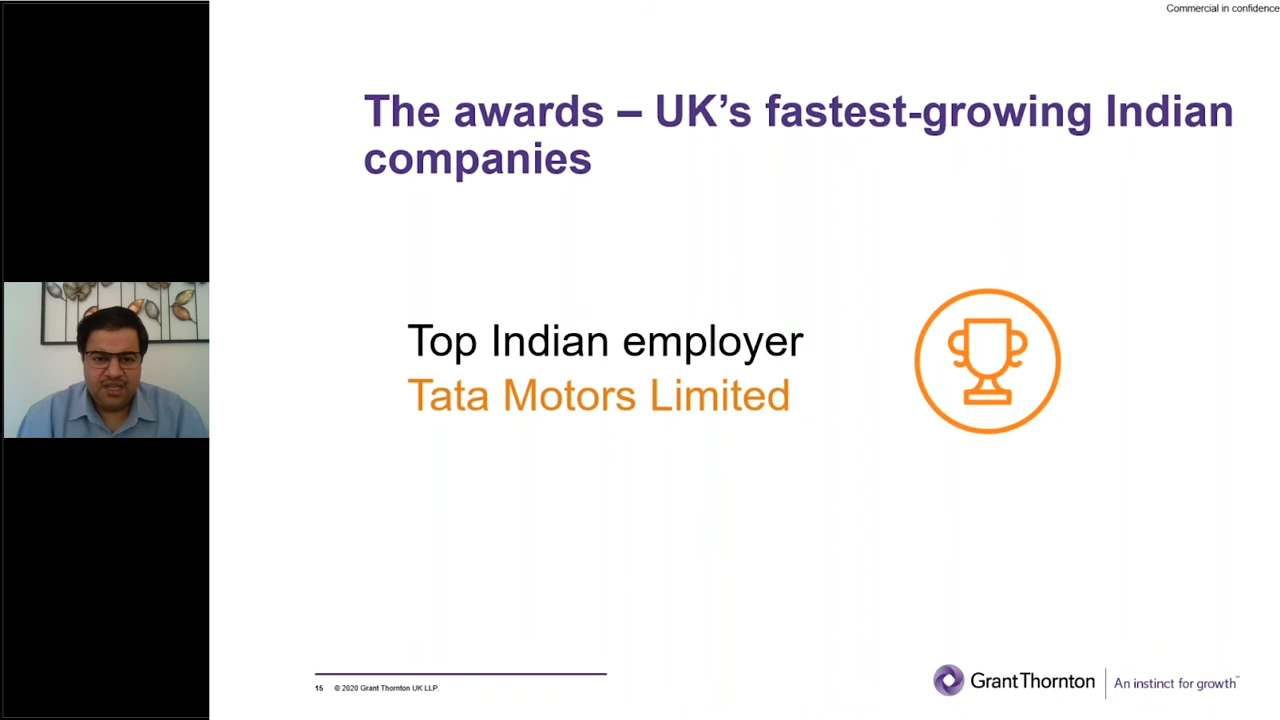 Commercial in confidence
The awards – UK’s fastest-growing Indian
companies
Top Indian employer
Tata Motors Limited
15 © 2020 Grant Thornton UK LLP.
Grant Thornton An instinct for growth™